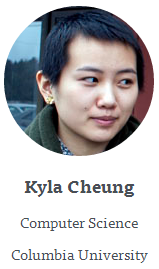 Kyla Cheung
Computer Science
Columbia University